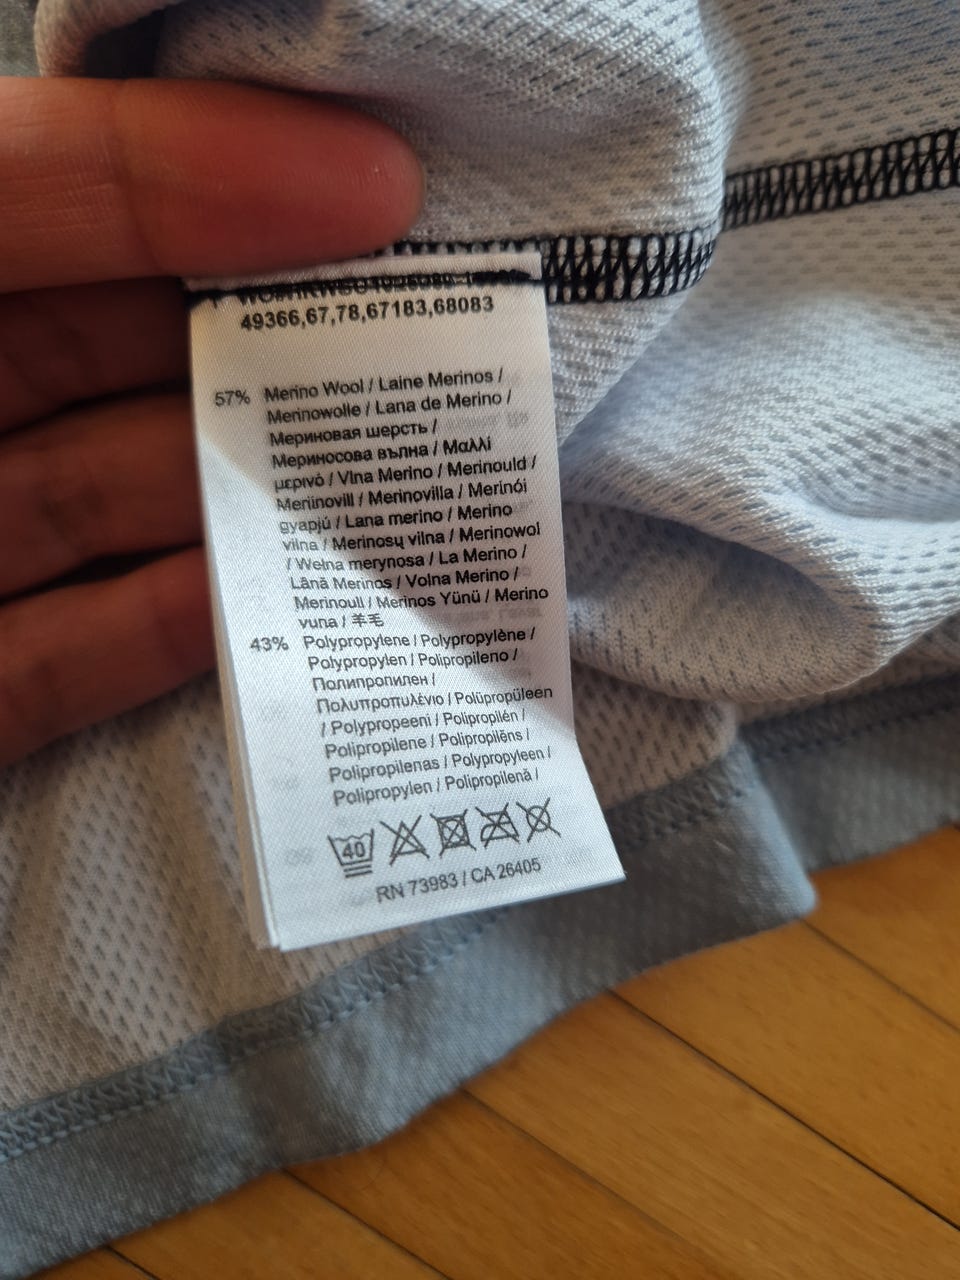 49366,67,78,67183,68083
57% Merino Wool / Laine Merinos /
Merinowolle / Lana de Merino /
Мериновая шерсть /
Мериносова вълна / Μαλλί
μερινό / Vlna Merino / Merinould /
Meriinovill / Merinovilla / Merinói
gyapjú / Lana merino / Merino
vilna / Merinosų vilna / Merinowol
/ Wełna merynosa / La Merino /
Lână Merinos / Volna Merino /
Merinoull / Merinos Yünü / Merino
vuna / 羊毛
43% Polypropylene / Polypropylène /
Polypropylen / Polipropileno /
Полипропилен /
Πολυπροπυλένιο / Polüpropüleen
/ Polypropeeni / Polipropilén /
Polipropilene / Polipropilēns /
Polipropilenas / Polypropyleen /
Polipropylen / Polipropilenă /
40
RN 73983 / CA 26405